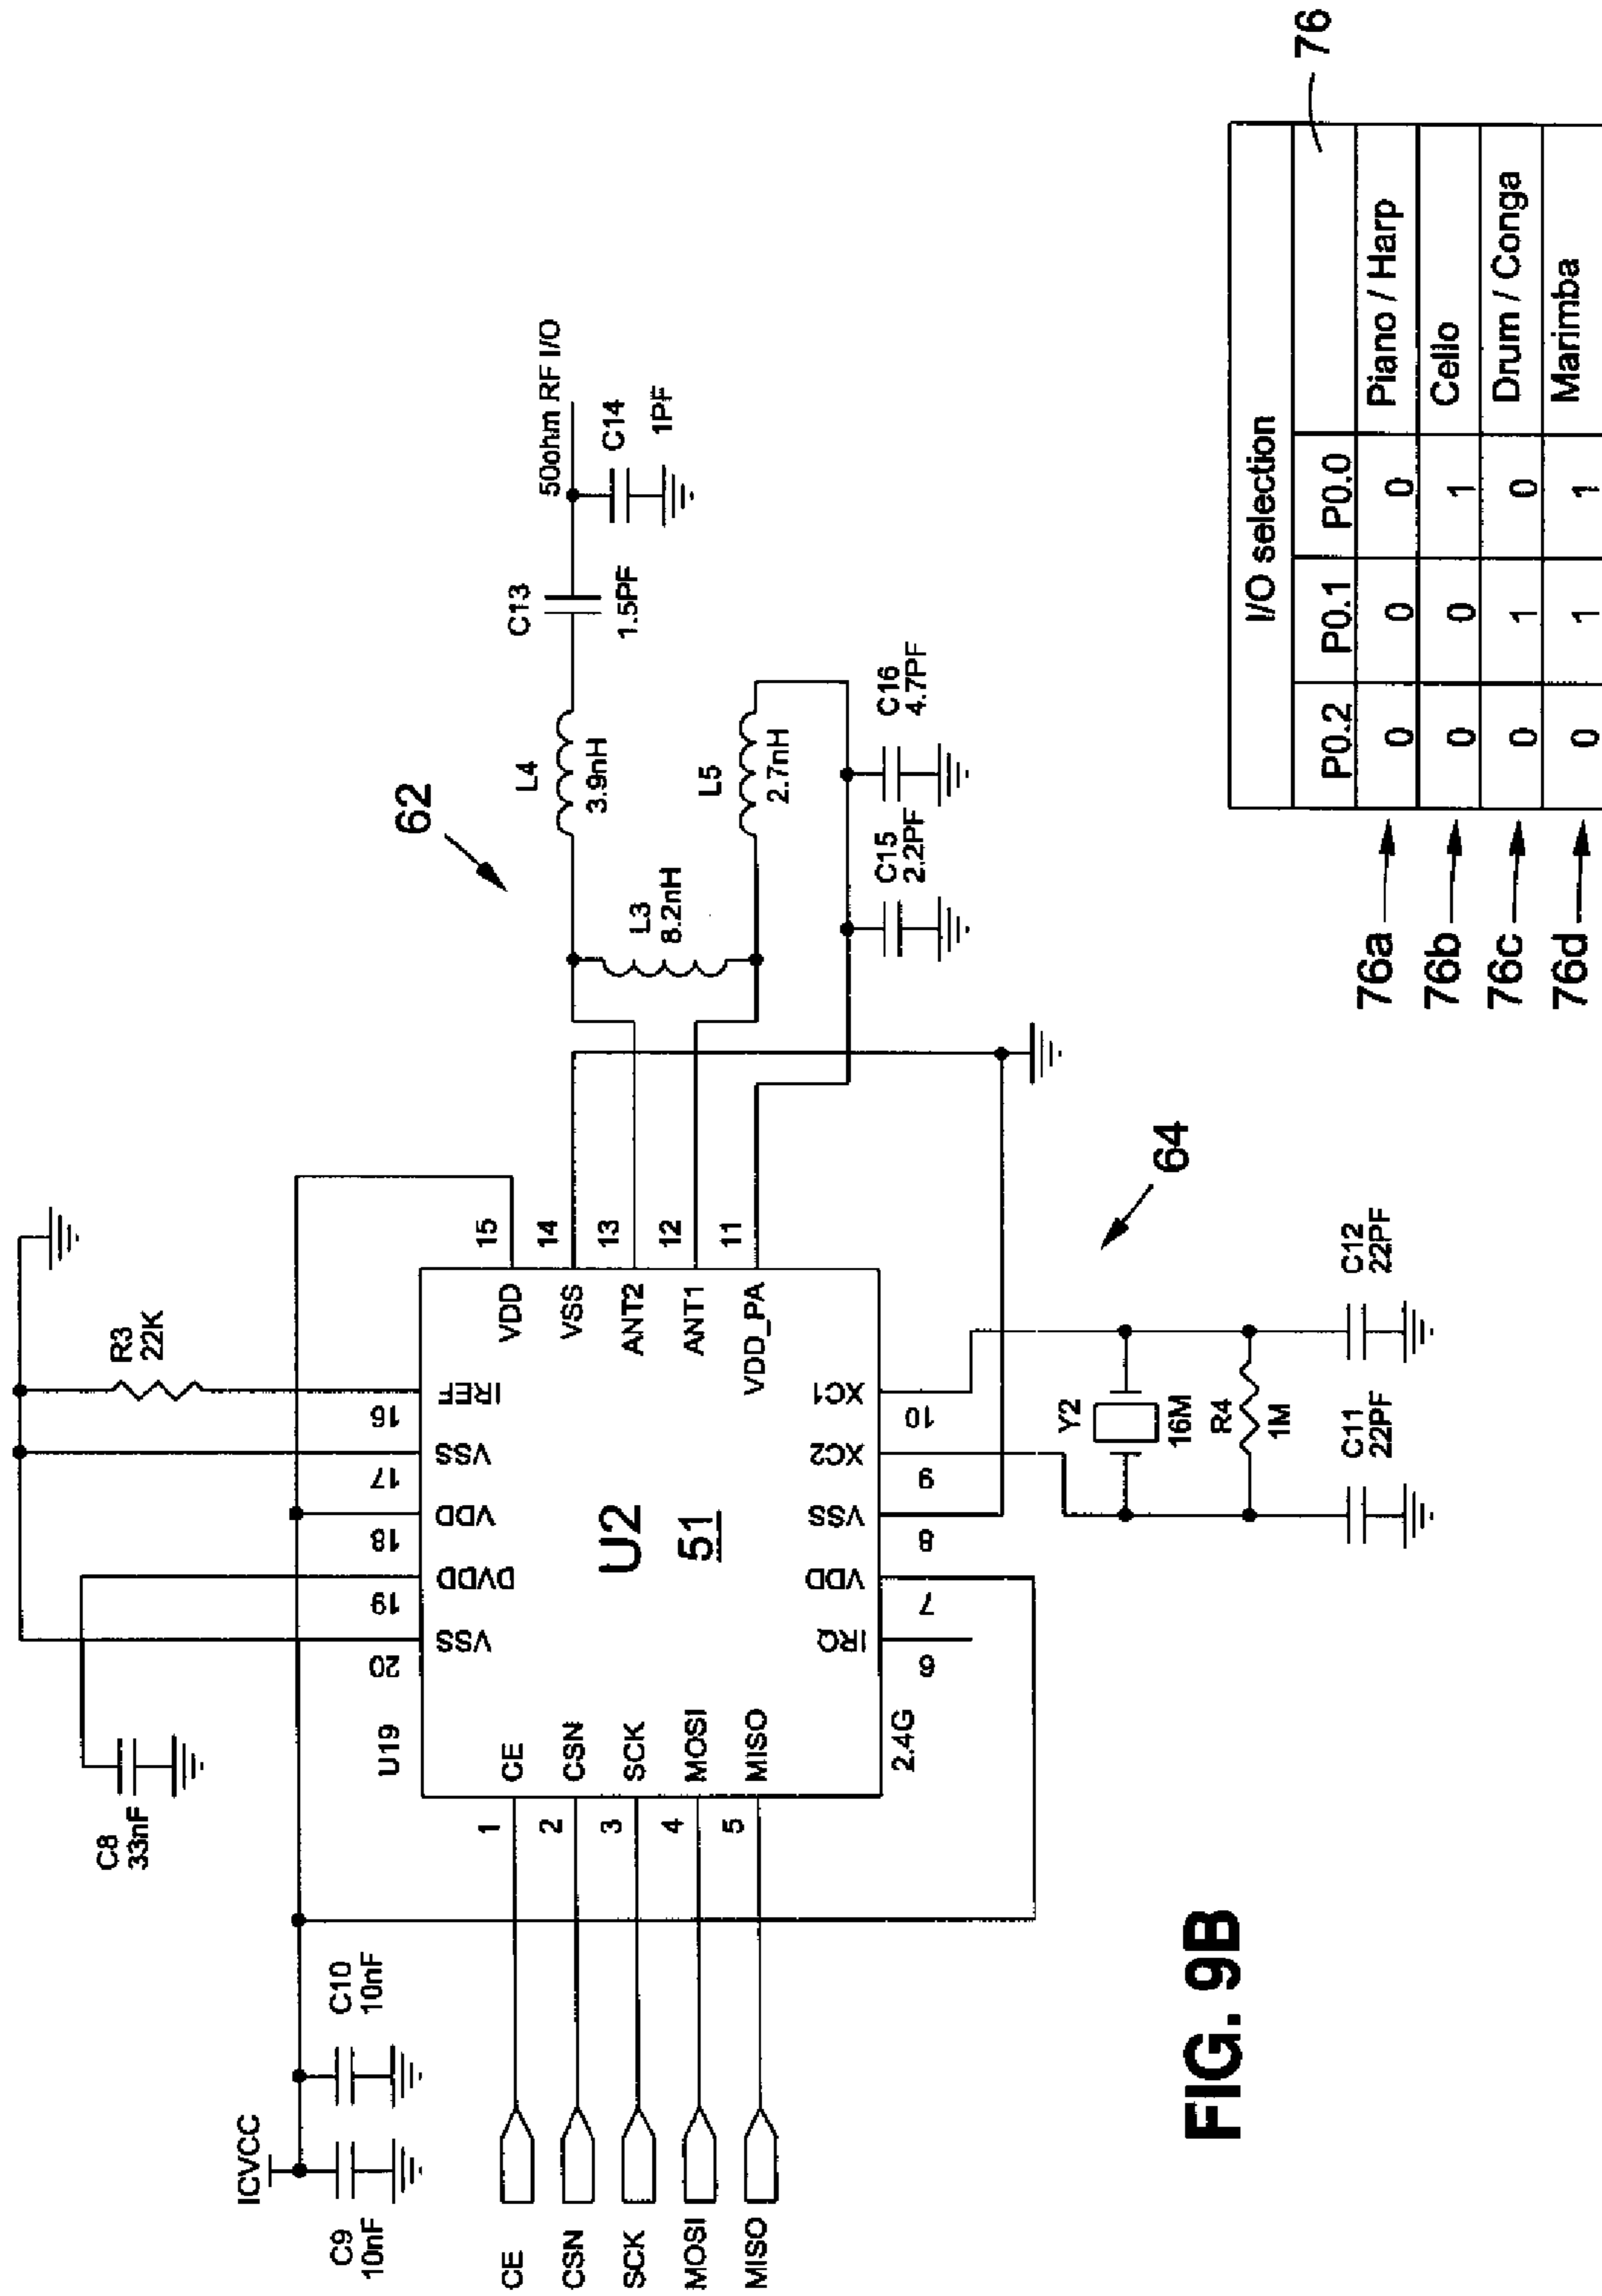 ICVCC
C9
10nF
C10
10nF
C8
33nF
R3
22K
CE
CSN
SCK
MOSI
MISO
1
2
3
4
5
U19
CE
CSN
SCK
MOSI
MISO
2.4G
20
19
18
17
16
VSS
DVDD
VDD
VSS
IREF
U2
51
IRQ
VDD
VSS
XC2
XC1
6
7
8
9
10
VDD
VSS
ANT2
ANT1
VDD_PA
15
14
13
12
11
62
L3
8.2nH
L4
3.9nH
L5
2.7nH
C13
1.5PF
50ohm RF I/O
C14
1PF
C15
2.2PF
C16
4.7PF
64
Y2
16M
R4
1M
C11
22PF
C12
22PF
FIG. 9B
I/O selection
76
P0.2 P0.1 P0.0
76a 0 0 0 Piano / Harp
76b 0 0 1 Cello
76c 0 1 0 Drum / Conga
76d 0 1 1 Marimba